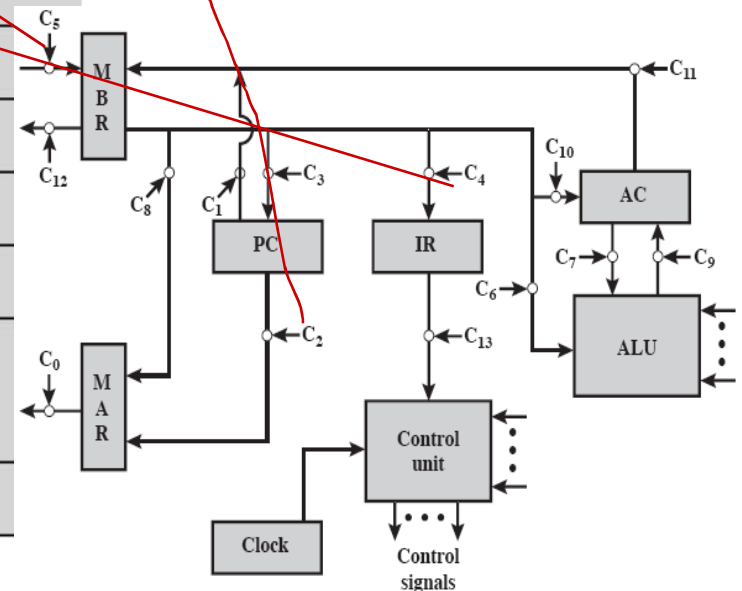 C5
C11
M
B
R
C10
C12
C3
C4
C8
C1
AC
PC
IR
C7
C9
C6
C2
C13
ALU
C0
M
A
R
Control
unit
Clock
Control
signals